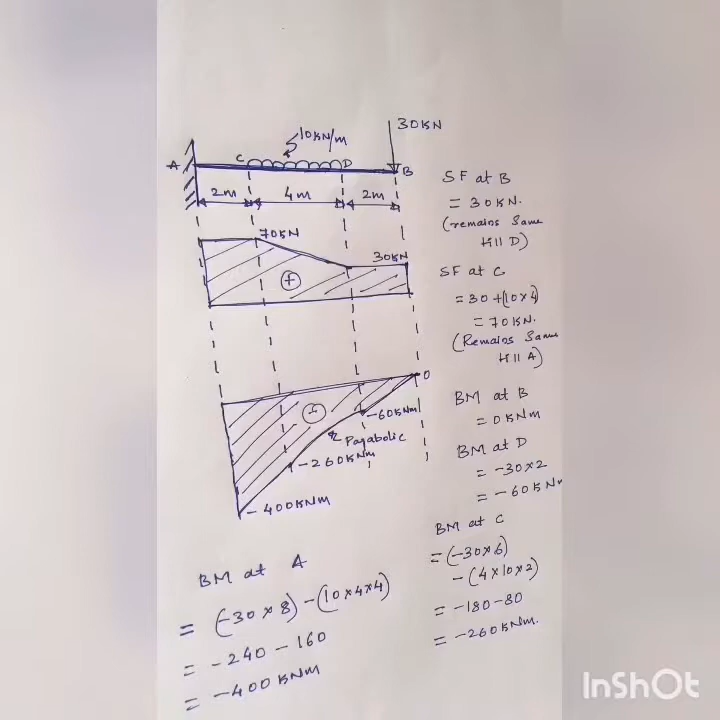 10KN/m
30KN
A
C
D
B
2m
4m
2m
70KN
30KN
+
0
-60KNm
Parabolic
-260KNm
-400KNm
SF at B
= 30KN.
(remains Same
till D)
SF at C
= 30+(10×4)
= 70KN.
(Remains Same
till A)
BM at B
= 0KNm
BM at D
= -30×2
= -60KNm
BM at C
= (-30×6)
- (4×10×2)
= -180-80
= -260KNm.
BM at A
= (-30×8) - (10×4×4)
= -240 - 160
= -400KNm
InShOt